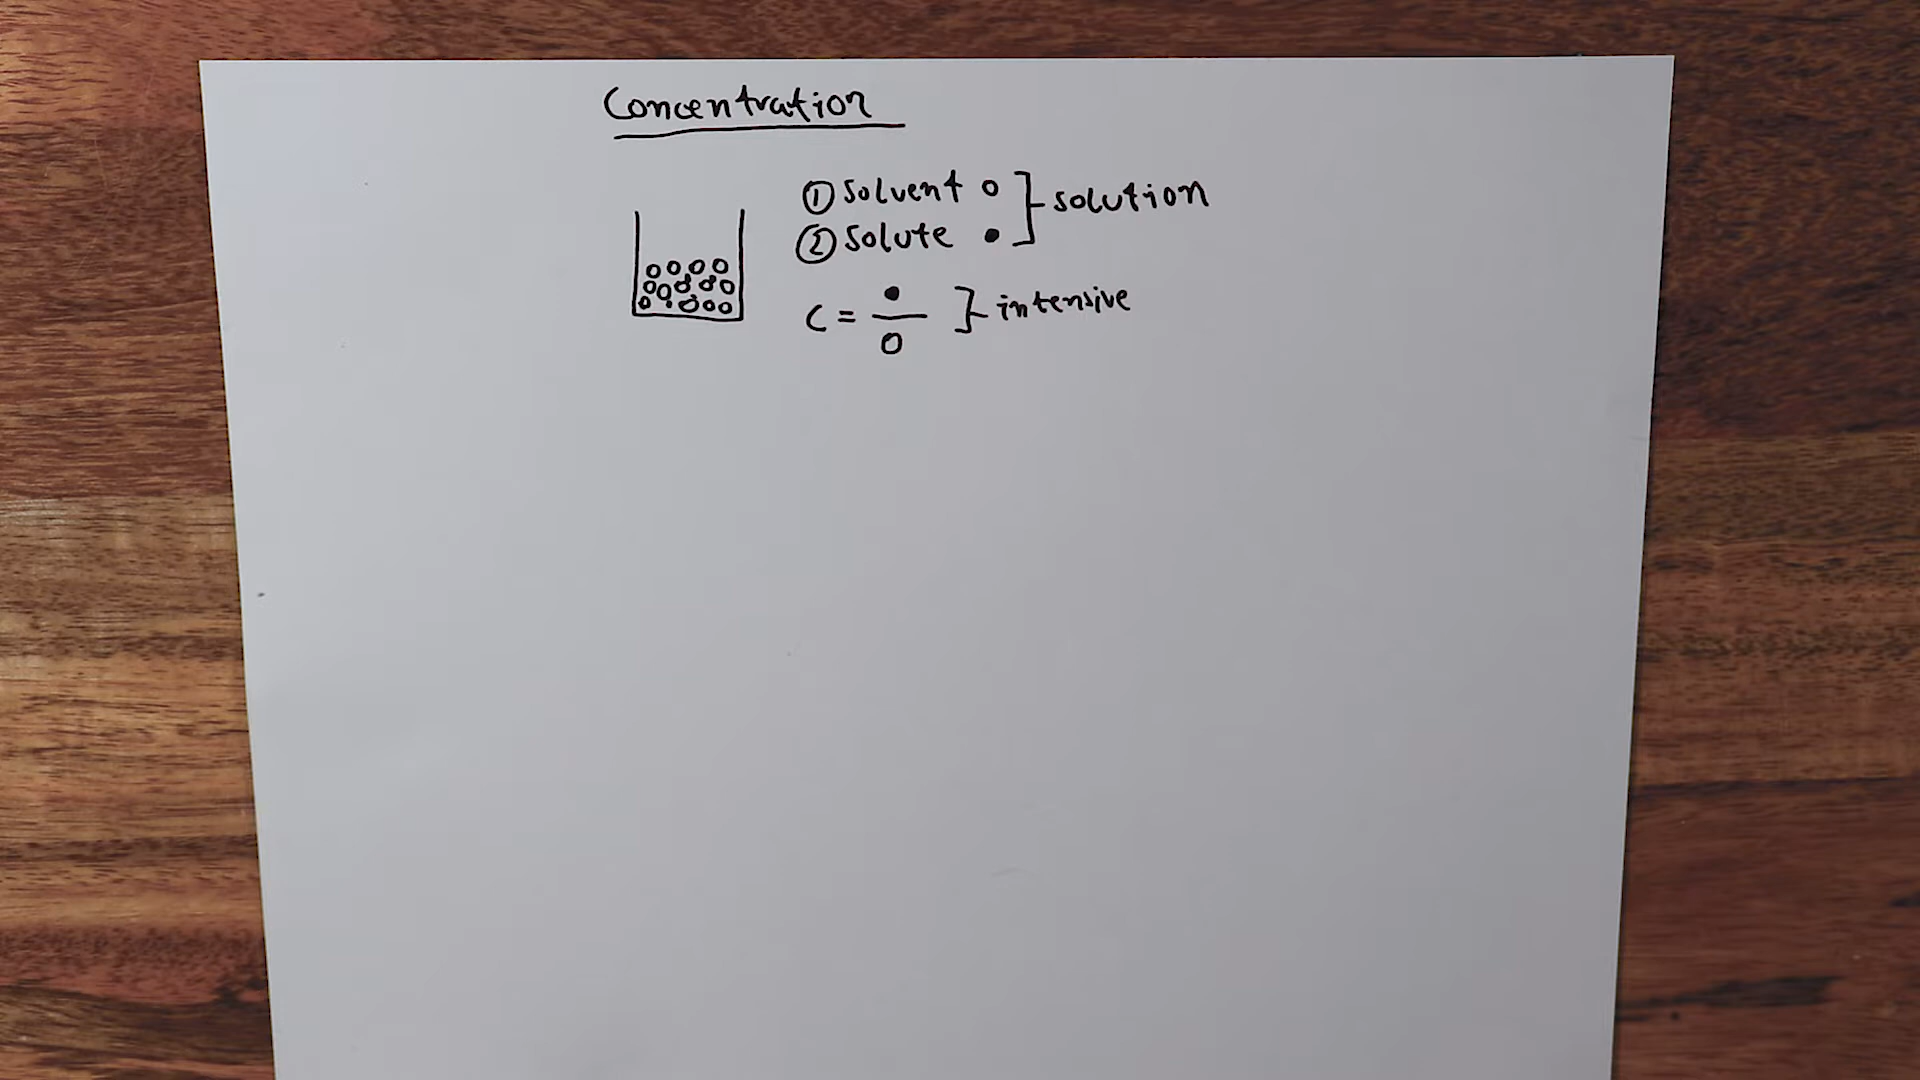 Concentration
① Solvent ○ ] solution
② Solute •
C = • / ○ ] intensive